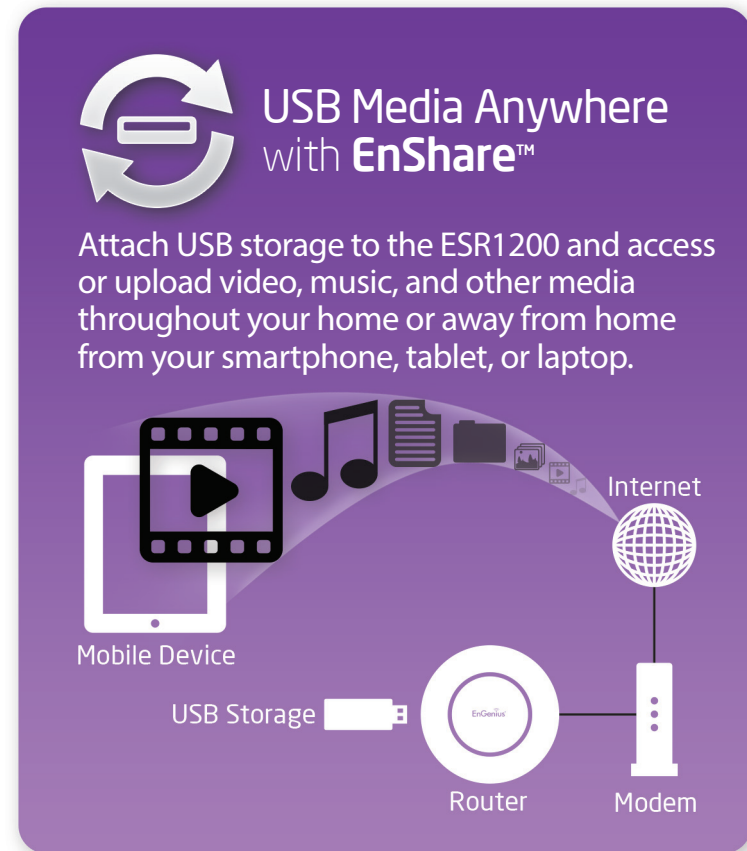 USB Media Anywhere
with EnShare™
Attach USB storage to the ESR1200 and access
or upload video, music, and other media
throughout your home or away from home
from your smartphone, tablet, or laptop.
Internet
Mobile Device
USB Storage
EnGenius
Router
Modem